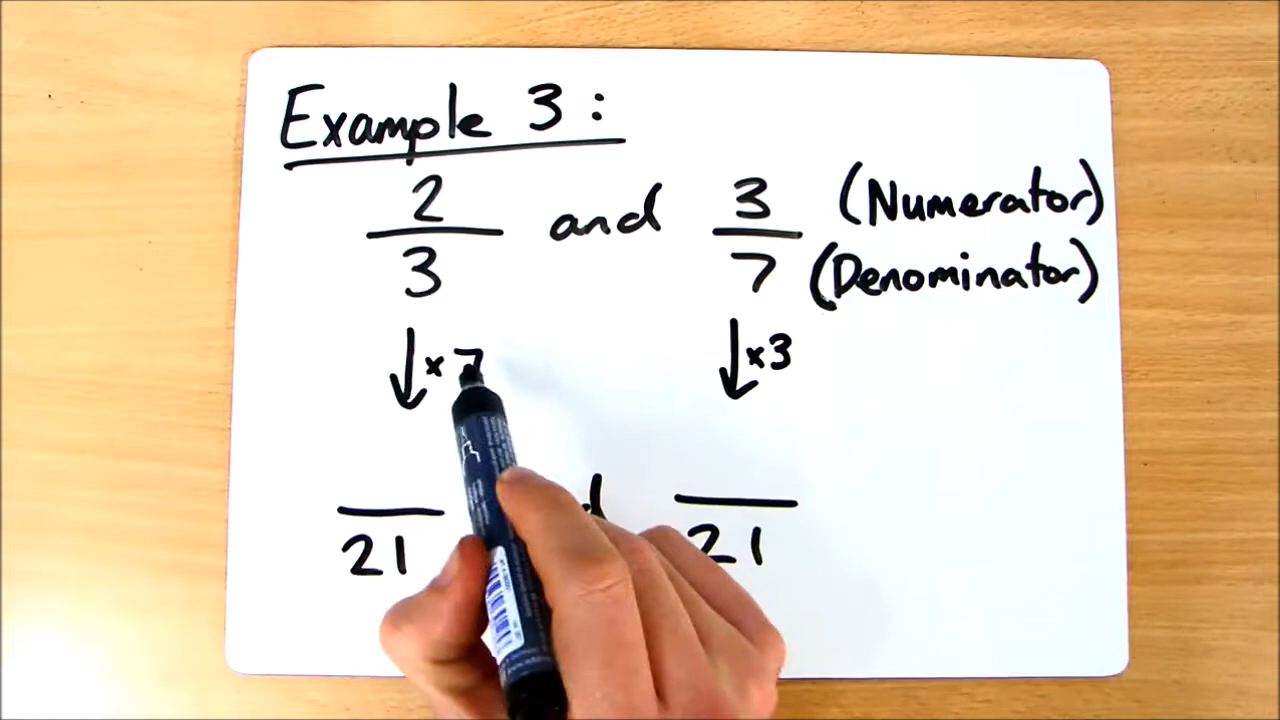 Example 3:
2 and 3 (Numerator)
3 7 (Denominator)
×7 ×3
21 21